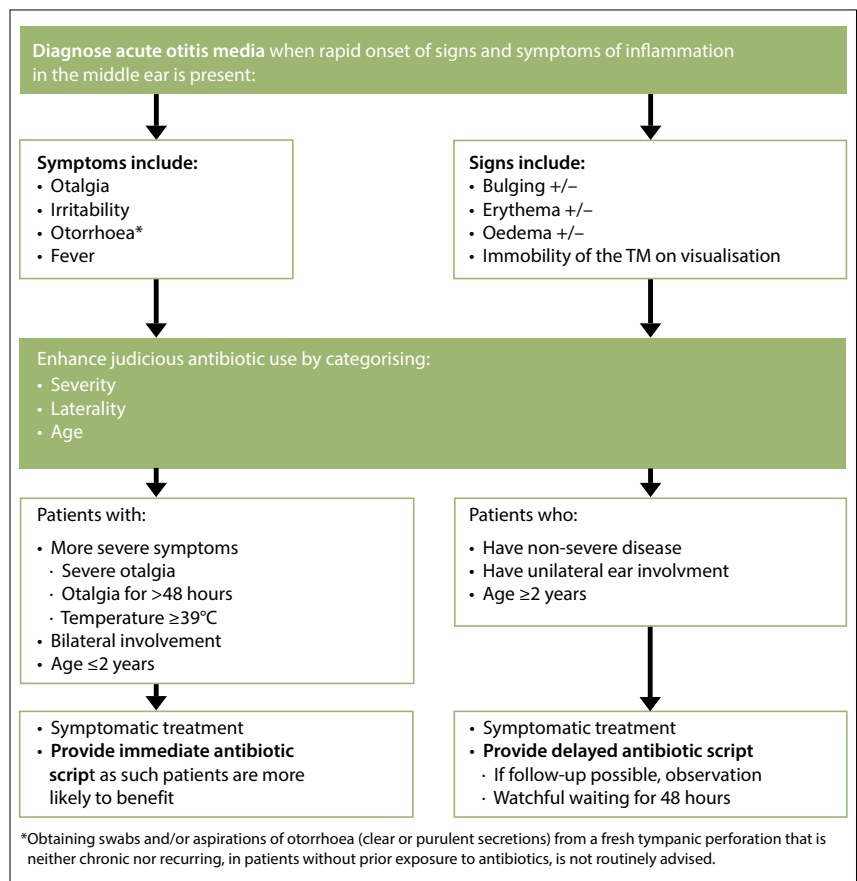 Diagnose acute otitis media when rapid onset of signs and symptoms of inflammation
in the middle ear is present:
Symptoms include:
• Otalgia
• Irritability
• Otorrhoea*
• Fever
Signs include:
• Bulging +/–
• Erythema +/–
• Oedema +/–
• Immobility of the TM on visualisation
Enhance judicious antibiotic use by categorising:
• Severity
• Laterality
• Age
Patients with:
• More severe symptoms
· Severe otalgia
· Otalgia for >48 hours
· Temperature ≥39°C
• Bilateral involvement
• Age ≤2 years
Patients who:
• Have non-severe disease
• Have unilateral ear involvment
• Age ≥2 years
• Symptomatic treatment
• Provide immediate antibiotic
script as such patients are more
likely to benefit
• Symptomatic treatment
• Provide delayed antibiotic script
· If follow-up possible, observation
· Watchful waiting for 48 hours
*Obtaining swabs and/or aspirations of otorrhoea (clear or purulent secretions) from a fresh tympanic perforation that is
neither chronic nor recurring, in patients without prior exposure to antibiotics, is not routinely advised.